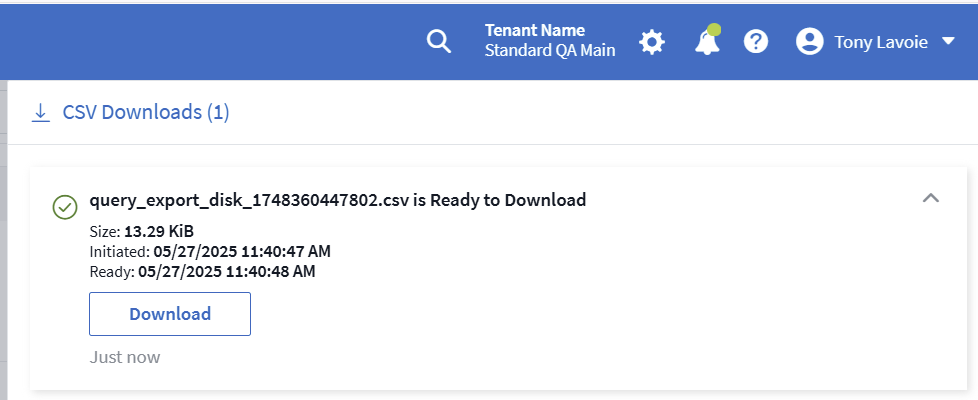 Tenant Name
Standard QA Main
Tony Lavoie
CSV Downloads (1)
query_export_disk_1748360447802.csv is Ready to Download
Size: 13.29 KiB
Initiated: 05/27/2025 11:40:47 AM
Ready: 05/27/2025 11:40:48 AM
Download
Just now